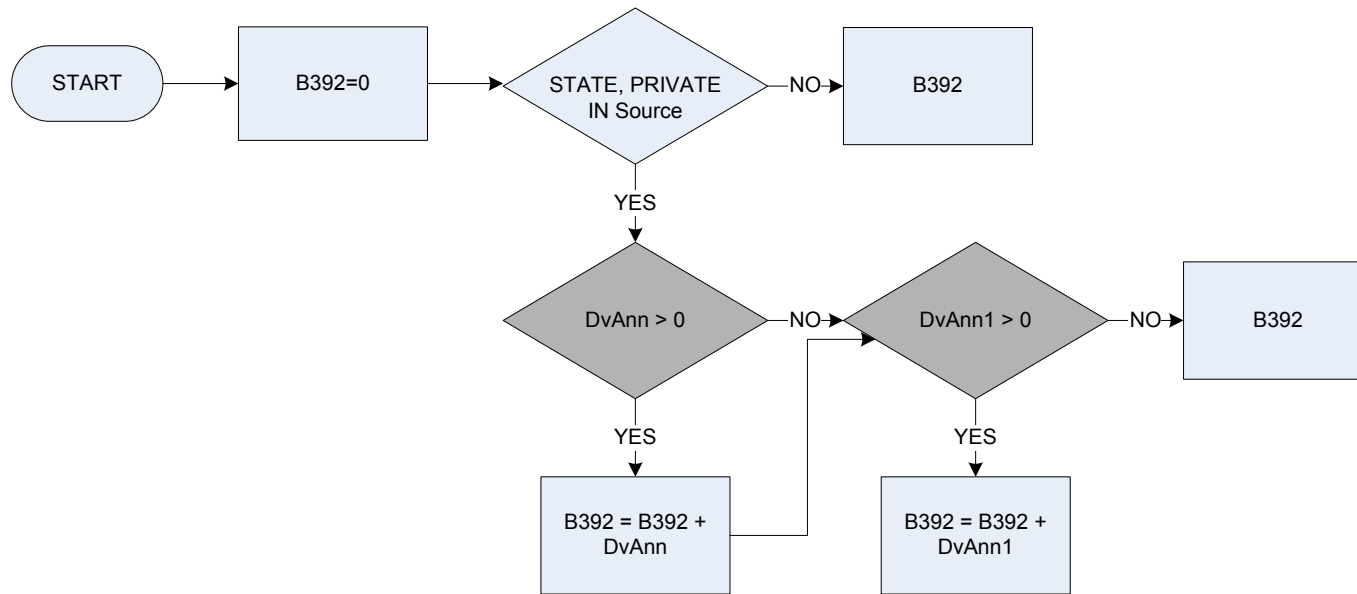 START
B392=0
STATE, PRIVATE
IN Source
NO
B392
YES
DvAnn > 0
NO
DvAnn1 > 0
NO
B392
YES
YES
B392 = B392 +
DvAnn
B392 = B392 +
DvAnn1